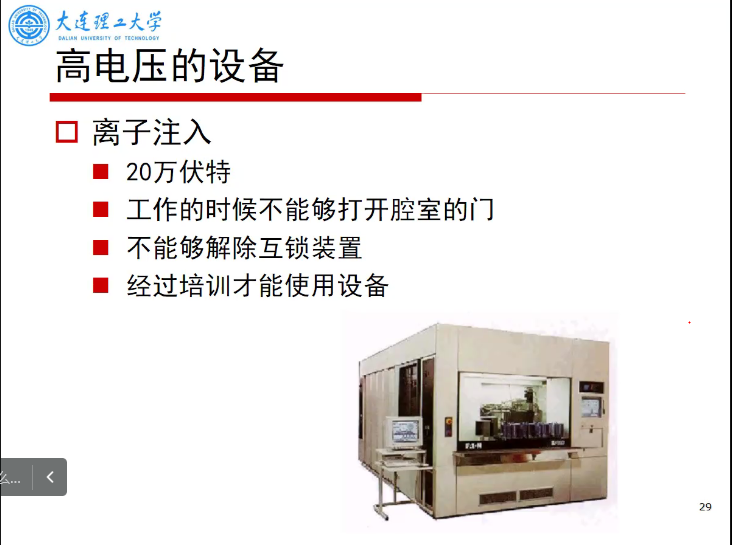 大连理工大学
DALIAN UNIVERSITY OF TECHNOLOGY
高电压的设备
离子注入
20万伏特
工作的时候不能够打开腔室的门
不能够解除互锁装置
经过培训才能使用设备
么...
29